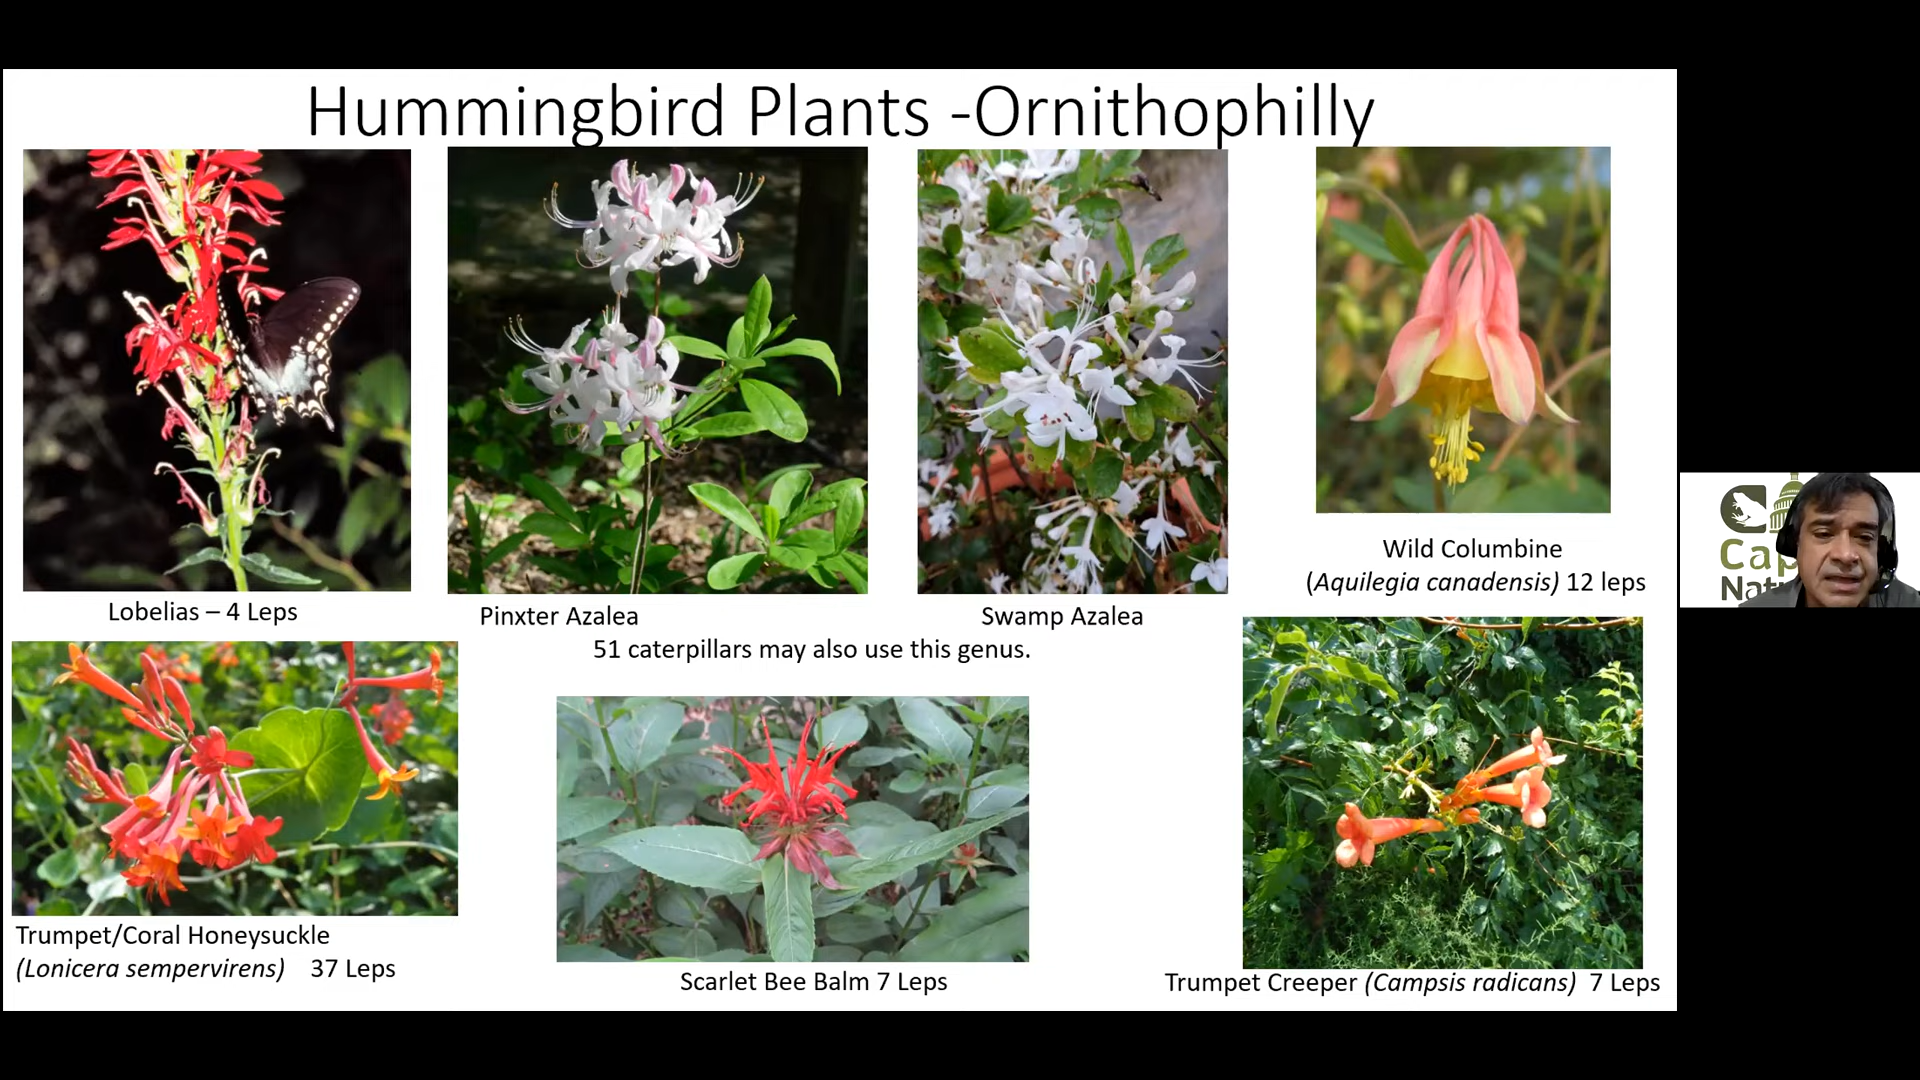 Hummingbird Plants -Ornithophilly
Lobelias – 4 Leps
Pinxter Azalea
Swamp Azalea
51 caterpillars may also use this genus.
Wild Columbine
(Aquilegia canadensis) 12 leps
Trumpet/Coral Honeysuckle
(Lonicera sempervirens) 37 Leps
Scarlet Bee Balm 7 Leps
Trumpet Creeper (Campsis radicans) 7 Leps
Cap
Nat